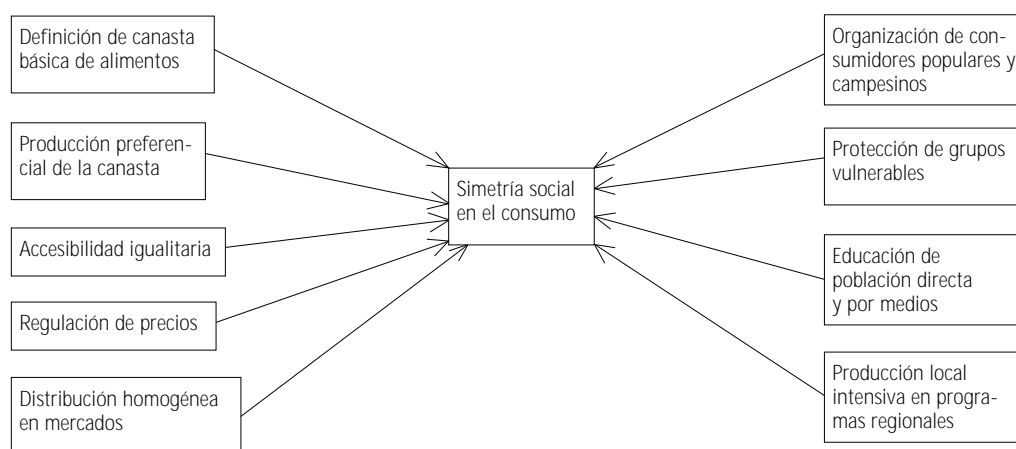 Definición de canasta
básica de alimentos
Producción preferen-
cial de la canasta
Accesibilidad igualitaria
Regulación de precios
Distribución homogénea
en mercados
Simetría social
en el consumo
Organización de con-
sumidores populares y
campesinos
Protección de grupos
vulnerables
Educación de
población directa
y por medios
Producción local
intensiva en progra-
mas regionales